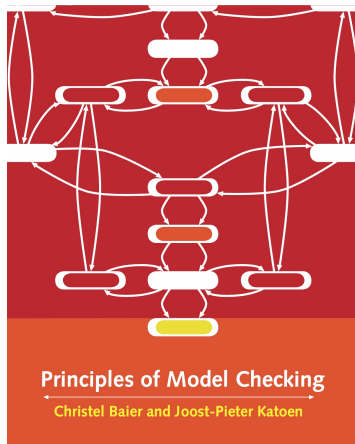 Principles of Model Checking
Christel Baier and Joost-Pieter Katoen